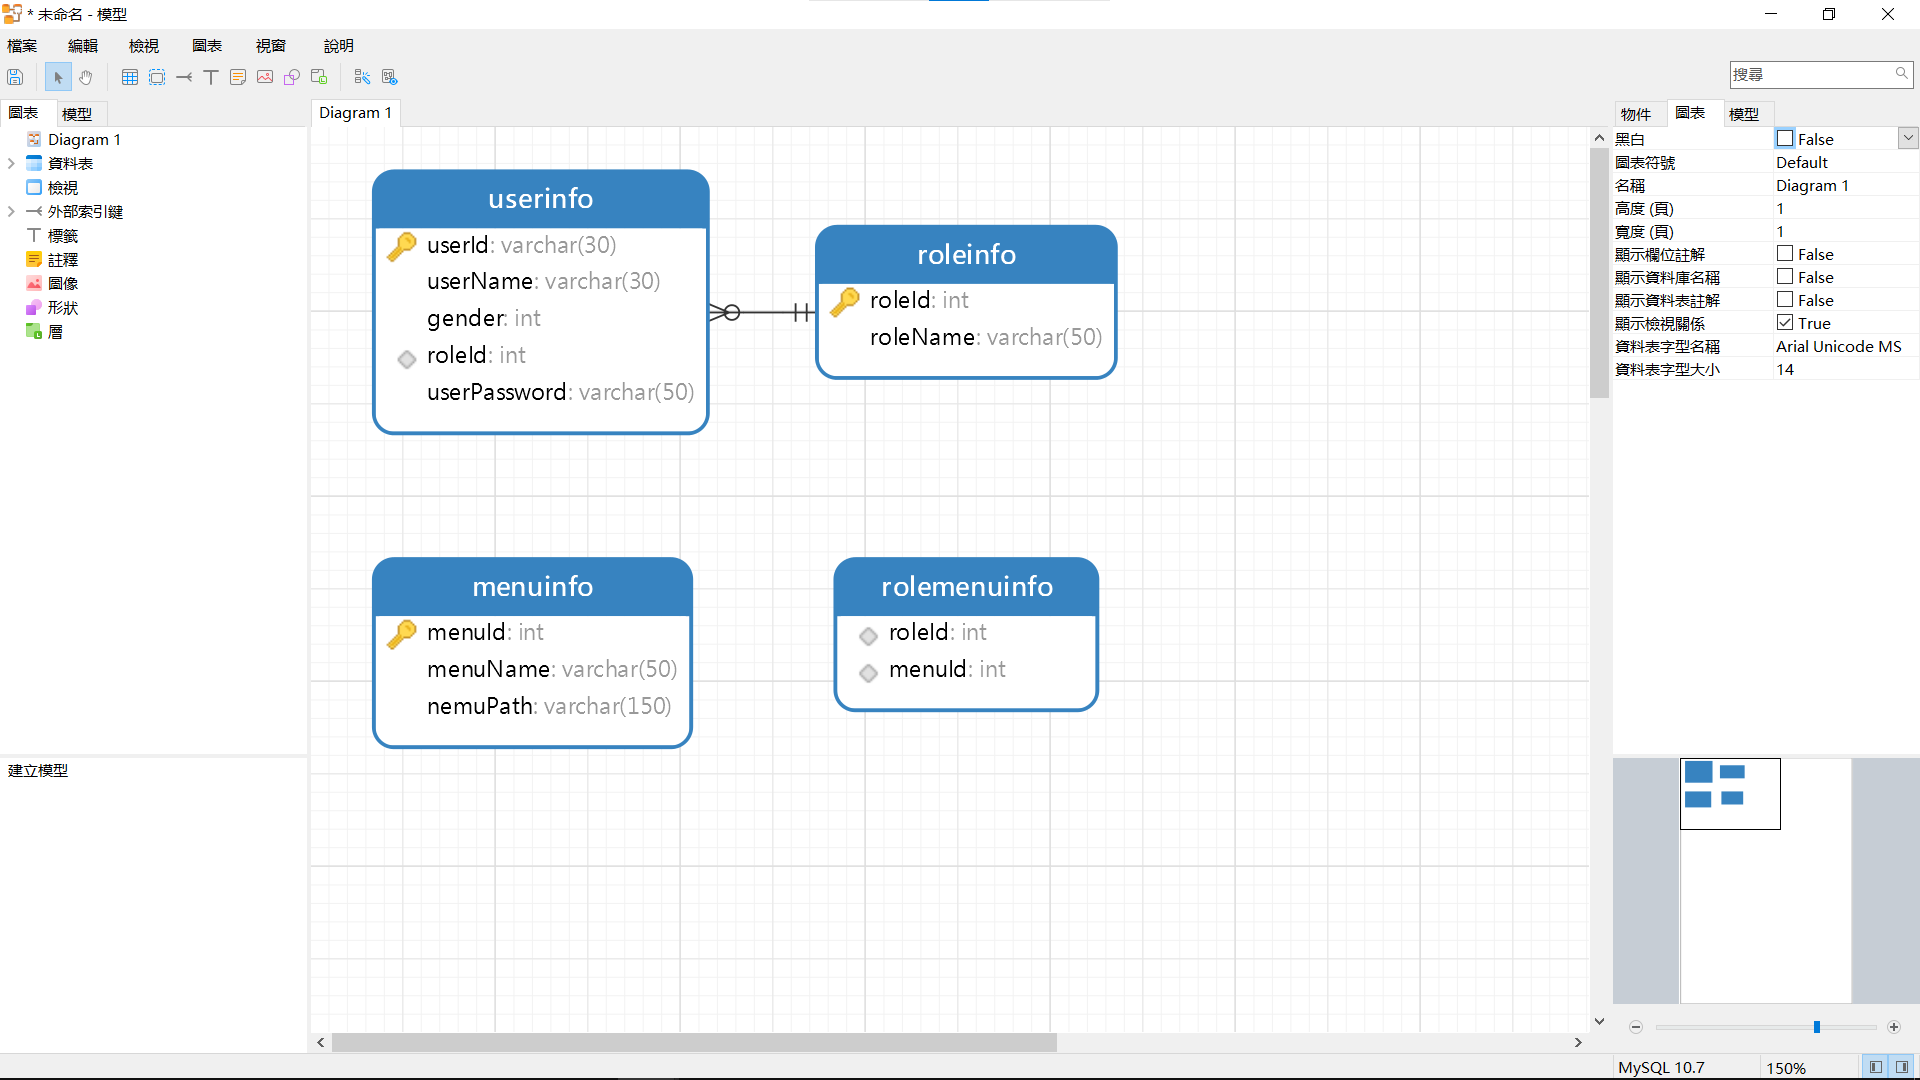 * 未命名 - 模型
檔案 編輯 檢視 圖表 視窗 說明
搜尋
圖表 模型
Diagram 1
資料表
檢視
外部索引鍵
標籤
註釋
圖像
形狀
層
建立模型
Diagram 1
userinfo
userId: varchar(30)
userName: varchar(30)
gender: int
roleId: int
userPassword: varchar(50)
roleinfo
roleId: int
roleName: varchar(50)
menuinfo
menuId: int
menuName: varchar(50)
nemuPath: varchar(150)
rolemenuinfo
roleId: int
menuId: int
物件 圖表 模型
黑白 False
圖表符號 Default
名稱 Diagram 1
高度 (頁) 1
寬度 (頁) 1
顯示欄位註解 False
顯示資料庫名稱 False
顯示資料表註解 False
顯示檢視關係 True
資料表字型名稱 Arial Unicode MS
資料表字型大小 14
MySQL 10.7 150%